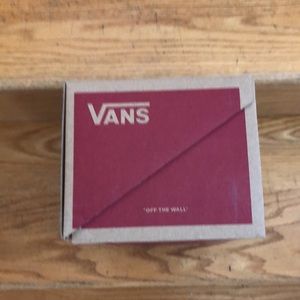 VANS
"OFF THE WALL"